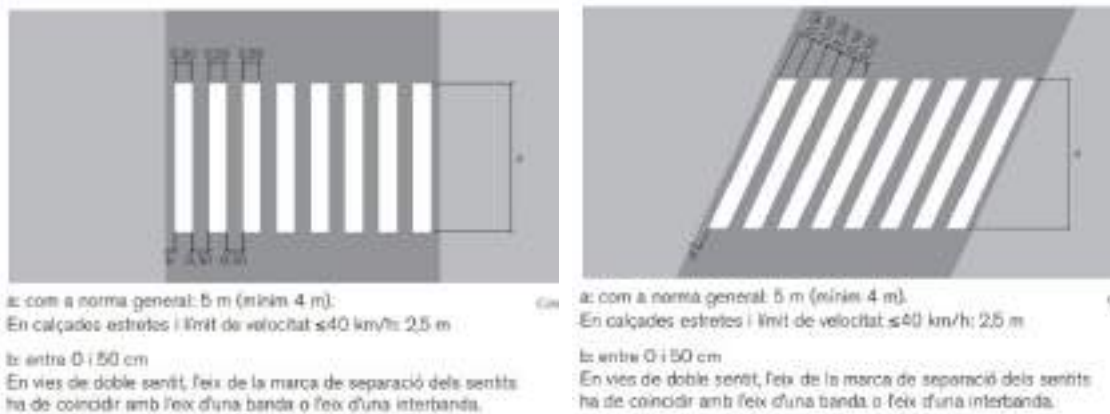 a: com a norma general: 5 m (mínim 4 m).
En calçades estretes i límit de velocitat ≤40 km/h: 2,5 m
b: entre 0 i 50 cm
En vies de doble sentit, l'eix de la marca de separació dels sentits
ha de coincidir amb l'eix d'una banda o l'eix d'una interbanda.
a: com a norma general: 5 m (mínim 4 m).
En calçades estretes i límit de velocitat ≤40 km/h: 2,5 m
b: entre 0 i 50 cm
En vies de doble sentit, l'eix de la marca de separació dels sentits
ha de coincidir amb l'eix d'una banda o l'eix d'una interbanda.